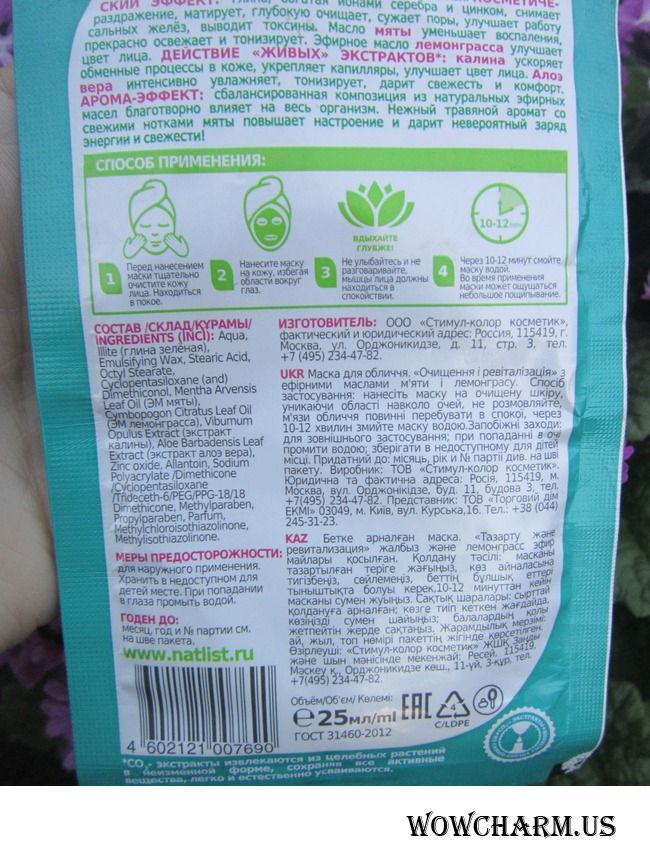 СКИЙ ЭФФЕКТ: глина, богатая ионами серебра и цинком, снимает
раздражение, матирует, глубокую очищает, сужает поры, улучшает работу
сальных желёз, выводит токсины. Масло мяты уменьшает воспаления,
прекрасно освежает и тонизирует. Эфирное масло лемонграсса улучшает
цвет лица. ДЕЙСТВИЕ «ЖИВЫХ» ЭКСТРАКТОВ*: калина ускоряет
обменные процессы в коже, укрепляет капилляры, улучшает цвет лица. Алоэ
вера интенсивно увлажняет, тонизирует, дарит свежесть и комфорт.
АРОМА-ЭФФЕКТ: сбалансированная композиция из натуральных эфирных
масел благотворно влияет на весь организм. Нежный травяной аромат со
свежими нотками мяты повышает настроение и дарит невероятный заряд
энергии и свежести!
СПОСОБ ПРИМЕНЕНИЯ:
ВДЫХАЙТЕ
ГЛУБЖЕ!
10-12 min
1
Перед нанесением
маски тщательно
очистите кожу
лица. Находиться
в покое.
2
Нанесите маску
на кожу, избегая
области вокруг
глаз.
3
Не улыбайтесь и не
разговаривайте,
мышцы лица должны
находиться в
спокойствии.
4
Через 10-12 минут смойте
маску водой.
Во время применения
маски может ощущаться
небольшое пощипывание.
СОСТАВ /СКЛАД/ҚҰРАМЫ/
INGREDIENTS (INCI): Aqua,
Illite (глина зелёная),
Emulsifying Wax, Stearic Acid,
Octyl Stearate,
Cyclopentasiloxane (and)
Dimethiconol, Mentha Arvensis
Leaf Oil (ЭМ мяты),
Cymbopogon Citratus Leaf Oil
(ЭМ лемонграсса), Viburnum
Opulus Extract (экстракт
калины), Aloe Barbadensis Leaf
Extract (экстракт алоэ вера),
Zinc oxide, Allantoin, Sodium
Polyacrylate /Dimethicone
/Cyclopentasiloxane
/Trideceth-6/PEG/PPG-18/18
Dimethicone, Methylparaben,
Propylparaben, Parfum,
Methylchloroisothiazolinone,
Methylisothiazolinone.
МЕРЫ ПРЕДОСТОРОЖНОСТИ:
для наружного применения.
Хранить в недоступном для
детей месте. При попадании
в глаза промыть водой.
ГОДЕН ДО:
месяц, год и № партии см.
на шве пакета.
www.natlist.ru
4 602121 007690
ИЗГОТОВИТЕЛЬ: ООО «Стимул-колор косметик»,
фактический и юридический адрес: Россия, 115419, г.
Москва, ул. Орджоникидзе, д. 11, стр. 3, тел.
+7 (495) 234-47-82.
UKR Маска для обличчя. «Очищення і ревіталізація» з
ефірними маслами м'яти і лемонграсу. Спосіб
застосування: нанесіть маску на очищену шкіру,
уникаючи області навколо очей, не розмовляйте,
м'язи обличчя повинні перебувати в спокої, через
10-12 хвилин змийте маску водою.Запобіжні заходи:
для зовнішнього застосування; при попаданні в очі
промити водою; зберігати в недоступному для дітей
місці. Придатний до: місяць, рік и № партії див. на шві
пакету. Виробник: ТОВ «Стимул-колор косметик».
Юридична та фактична адреса: Росія, 115419, м.
Москва, вул. Орджонікідзе, буд. 11, будова 3, тел.
+7(495) 234-47-82. Представник: ТОВ «Торговий дім
ЕКМІ» 03049, м. Київ, вул. Курська,16. Тел.: +38 (044)
245-31-23.
KAZ Бетке арналған маска. «Тазарту және
ревитализация» жалбыз және лемонграсс эфир
майлары қосылған. Қолдану тәсілі: масканы
тазартылған теріге жағыңыз, көз айналасына
тигізбеңіз, сөйлемеңіз, беттің бұлшық еттері
тыныштықта болуы керек,10-12 минуттан кейін
масканы сумен жуыңыз. Сақтық шаралары: сырттай
қолдануға арналған; көзге тиіп кеткен жағдайда,
көзіңізді сумен шайыңыз; балалардың қолы
жетпейтін жерде сақтаңыз. Жарамдылық мерзімі:
ай, жыл, топ нөмірі пакеттің жігінде көрсетілген.
Өзірлеуші: «Стимул-колор косметик» ЖШҚ Заңды
және шын мәнісінде мекенжай: Ресей, 115419,
Мәскеу қ., Орджоникидзе көш., 11-уй, 3-құр, тел.
+7(495) 234-47-82.
Объём/Об'єм/ Көлемі:
℮25мл/ml EAC 4
C/LDPE
ГОСТ 31460-2012
*CO₂- экстракты извлекаются из целебных растений
в неизменной форме, сохраняя все активные
вещества, легко и естественно усваиваются.
WOWCHARM.US